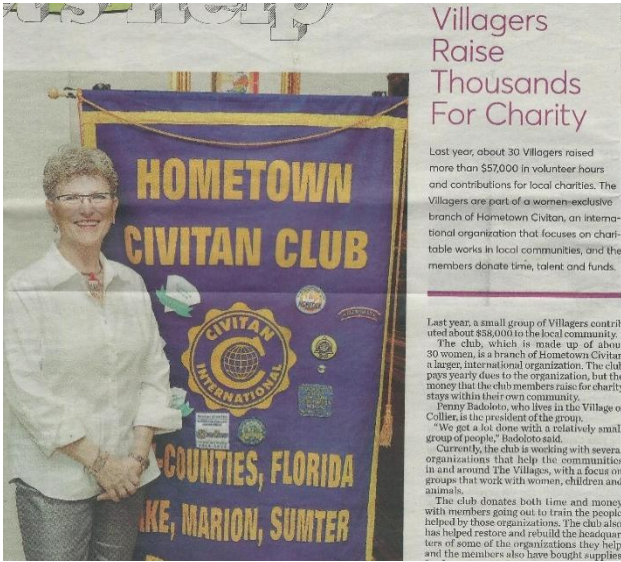 let's help
HOMETOWN
CIVITAN CLUB
CIVITAN
INTERNATIONAL
-COUNTIES, FLORIDA
KE, MARION, SUMTER
Villagers
Raise
Thousands
For Charity
Last year, about 30 Villagers raised
more than $57,000 in volunteer hours
and contributions for local charities. The
Villagers are part of a women-exclusive
branch of Hometown Civitan, an interna-
tional organization that focuses on chari-
table works in local communities, and the
members donate time, talent and funds.
Last year, a small group of Villagers contrib
uted about $58,000 to the local community.
The club, which is made up of abou
30 women, is a branch of Hometown Civitan
a larger, international organization. The club
pays yearly dues to the organization, but the
money that the club members raise for charity
stays within their own community.
Penny Badoloto, who lives in the Village o
Collier, is the president of the group.
"We got a lot done with a relatively small
group of people," Badoloto said.
Currently, the club is working with severa
organizations that help the communities
in and around The Villages, with a focus on
groups that work with women, children and
animals.
The club donates both time and money
with members going out to train the people
helped by those organizations. The club also
has helped restore and rebuild the headquar
ters of some of the organizations they help
and the members also have bought supplies